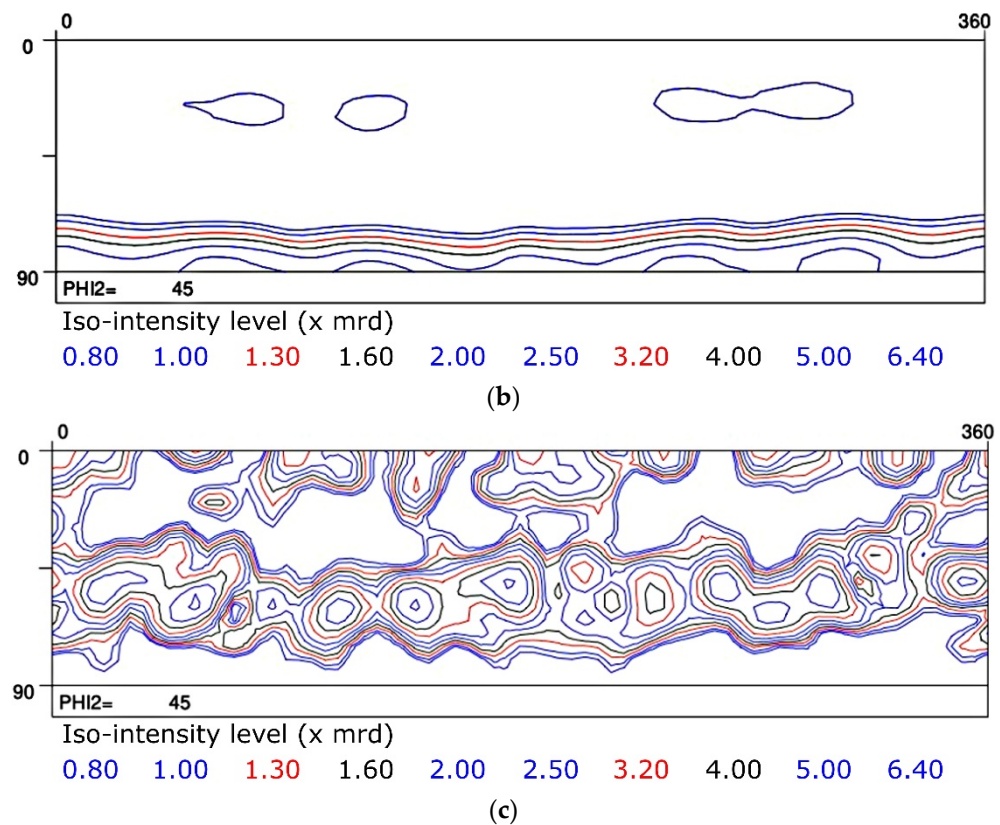 0 360
0
90
PHI2= 45
Iso-intensity level (x mrd)
0.80 1.00 1.30 1.60 2.00 2.50 3.20 4.00 5.00 6.40
(b)
0 360
0
90
PHI2= 45
Iso-intensity level (x mrd)
0.80 1.00 1.30 1.60 2.00 2.50 3.20 4.00 5.00 6.40
(c)